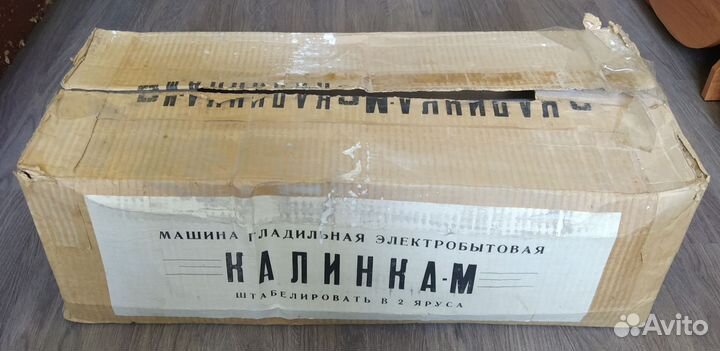 МАШИНА ГЛАДИЛЬНАЯ ЭЛЕКТРОБЫТОВАЯ
КАЛИНКА-М
ШТАБЕЛИРОВАТЬ В 2 ЯРУСА
Avito